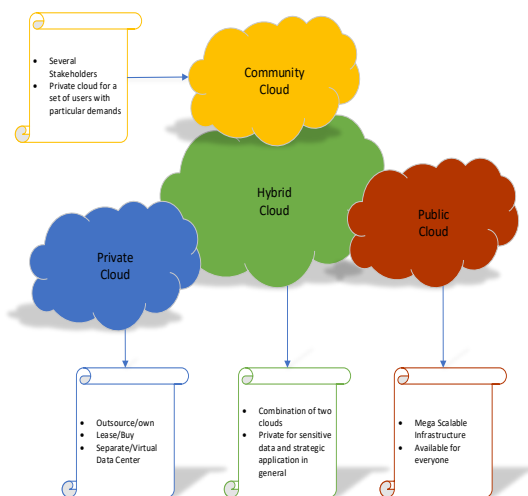 • Several
Stakeholders
• Private cloud for a
set of users with
particular demands
Community
Cloud
Hybrid
Cloud
Public
Cloud
Private
Cloud
• Outsource/own
• Lease/Buy
• Separate/Virtual
Data Center
• Combination of two
clouds
• Private for sensitive
data and strategic
application in
general
• Mega Scalable
Infrastructure
• Available for
everyone